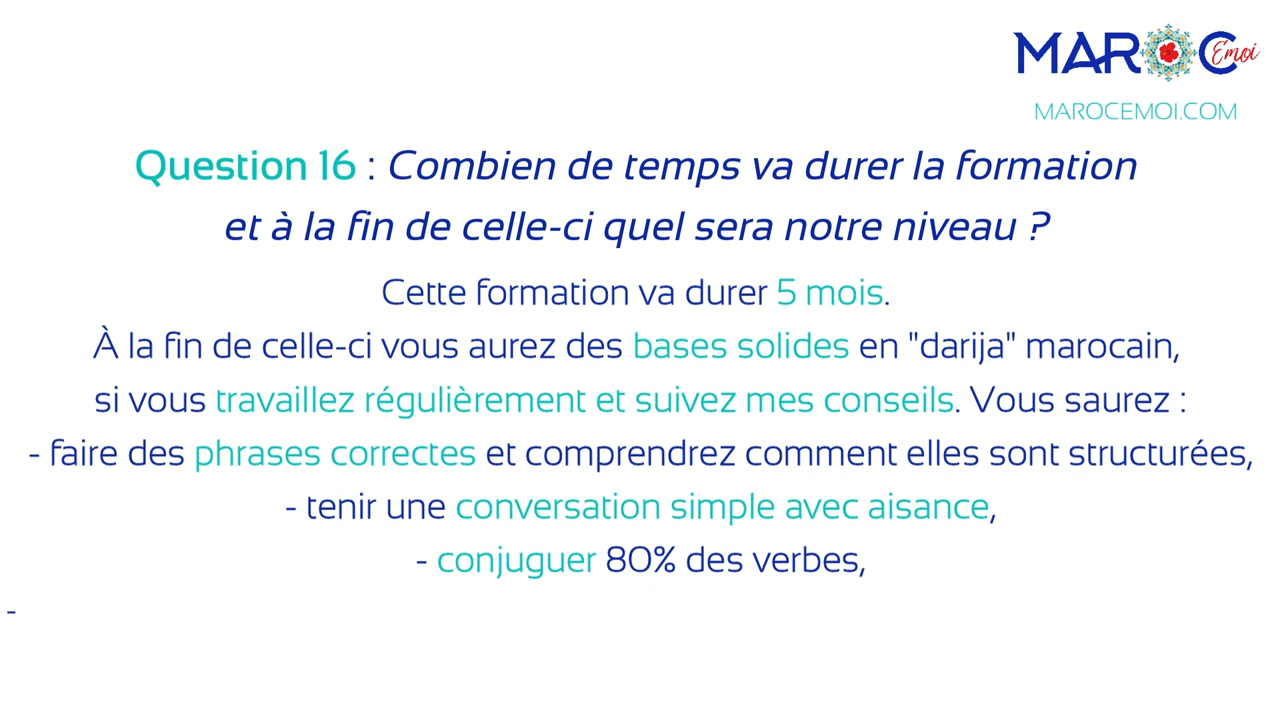 MAROC Émoi
MAROCEMOI.COM
Question 16 : Combien de temps va durer la formation
et à la fin de celle-ci quel sera notre niveau ?
Cette formation va durer 5 mois.
À la fin de celle-ci vous aurez des bases solides en "darija" marocain,
si vous travaillez régulièrement et suivez mes conseils. Vous saurez :
- faire des phrases correctes et comprendrez comment elles sont structurées,
- tenir une conversation simple avec aisance,
- conjuguer 80% des verbes,
-